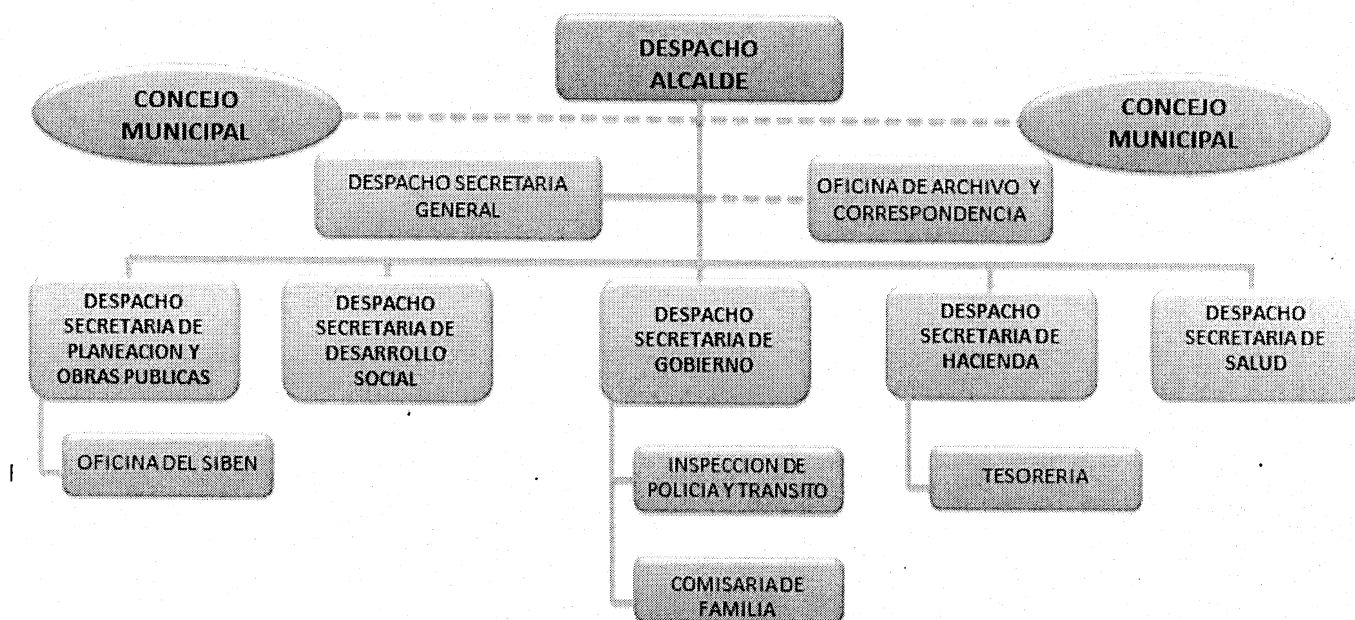 DESPACHO
ALCALDE
CONCEJO
MUNICIPAL
CONCEJO
MUNICIPAL
DESPACHO SECRETARIA
GENERAL
OFICINA DE ARCHIVO Y
CORRESPONDENCIA
DESPACHO
SECRETARIA DE
PLANEACION Y
OBRAS PUBLICAS
DESPACHO
SECRETARIA DE
DESARROLLO
SOCIAL
DESPACHO
SECRETARIA DE
GOBIERNO
DESPACHO
SECRETARIA DE
HACIENDA
DESPACHO
SECRETARIA DE
SALUD
OFICINA DEL SIBEN
INSPECCION DE
POLICIA Y TRANSITO
TESORERIA
COMISARIA DE
FAMILIA